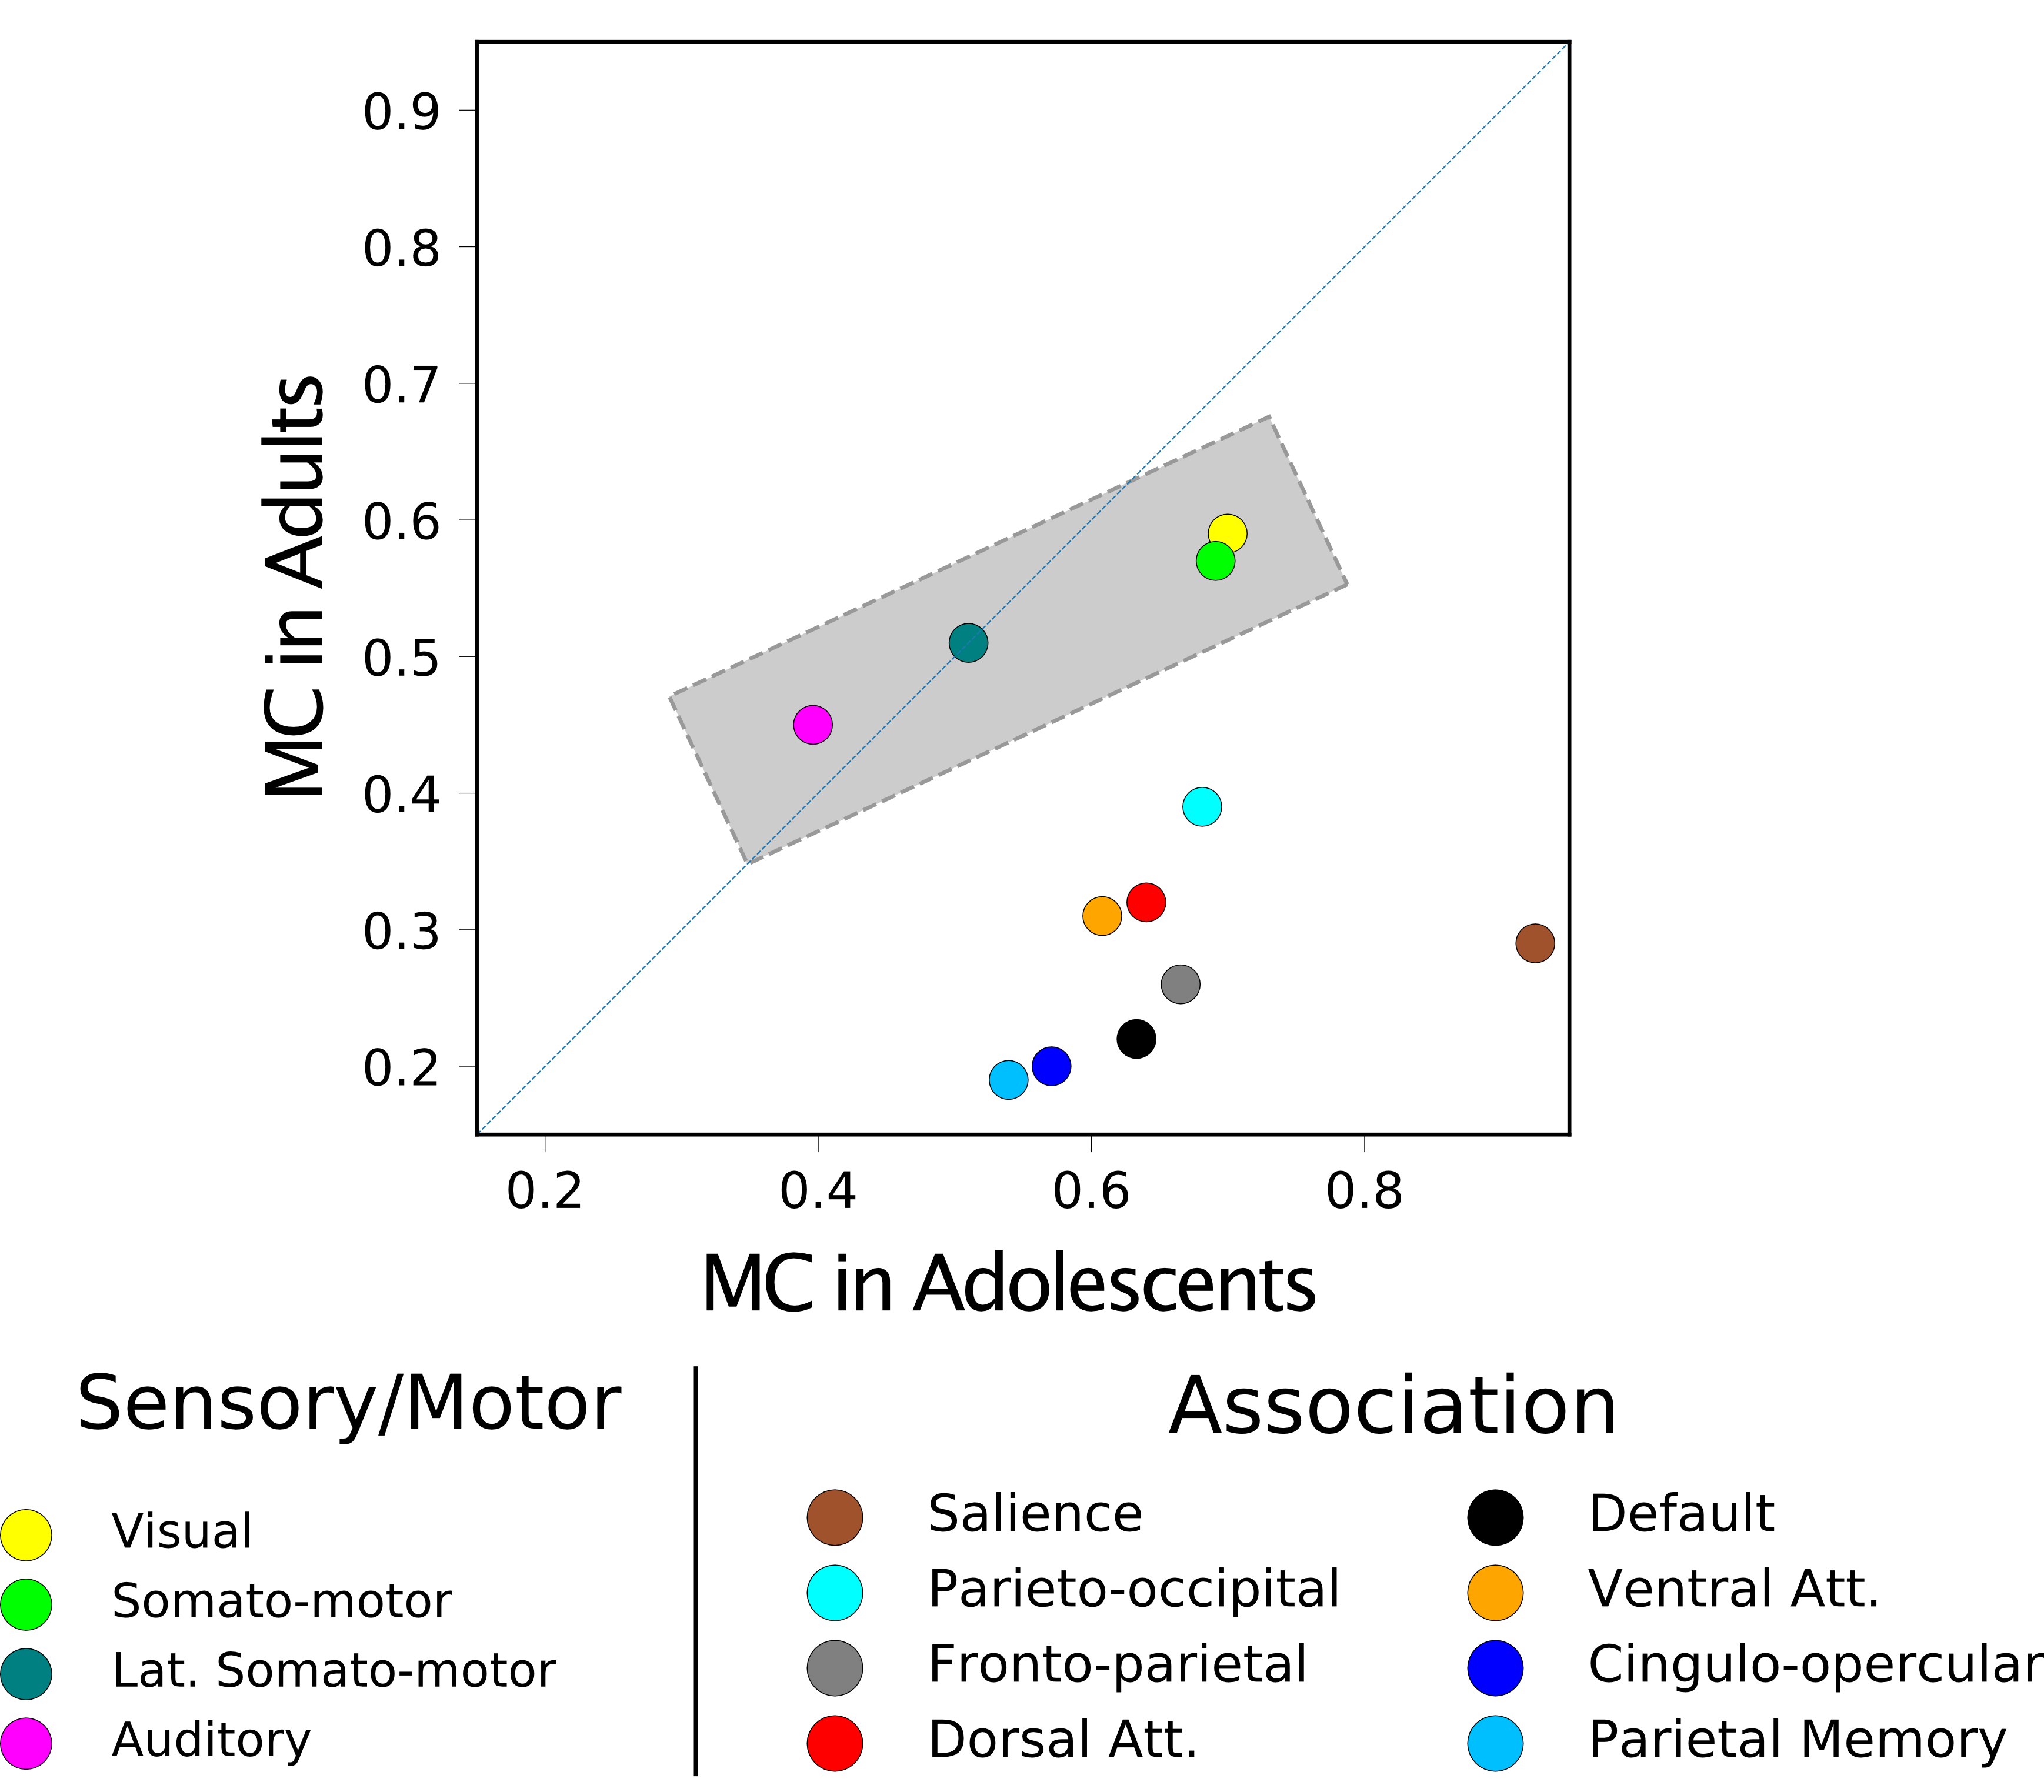 0.9
0.8
0.7
0.6
0.5
0.4
0.3
0.2
MC in Adults
0.2 0.4 0.6 0.8
MC in Adolescents
Sensory/Motor
Visual
Somato-motor
Lat. Somato-motor
Auditory
Association
Salience
Parieto-occipital
Fronto-parietal
Dorsal Att.
Default
Ventral Att.
Cingulo-opercular
Parietal Memory